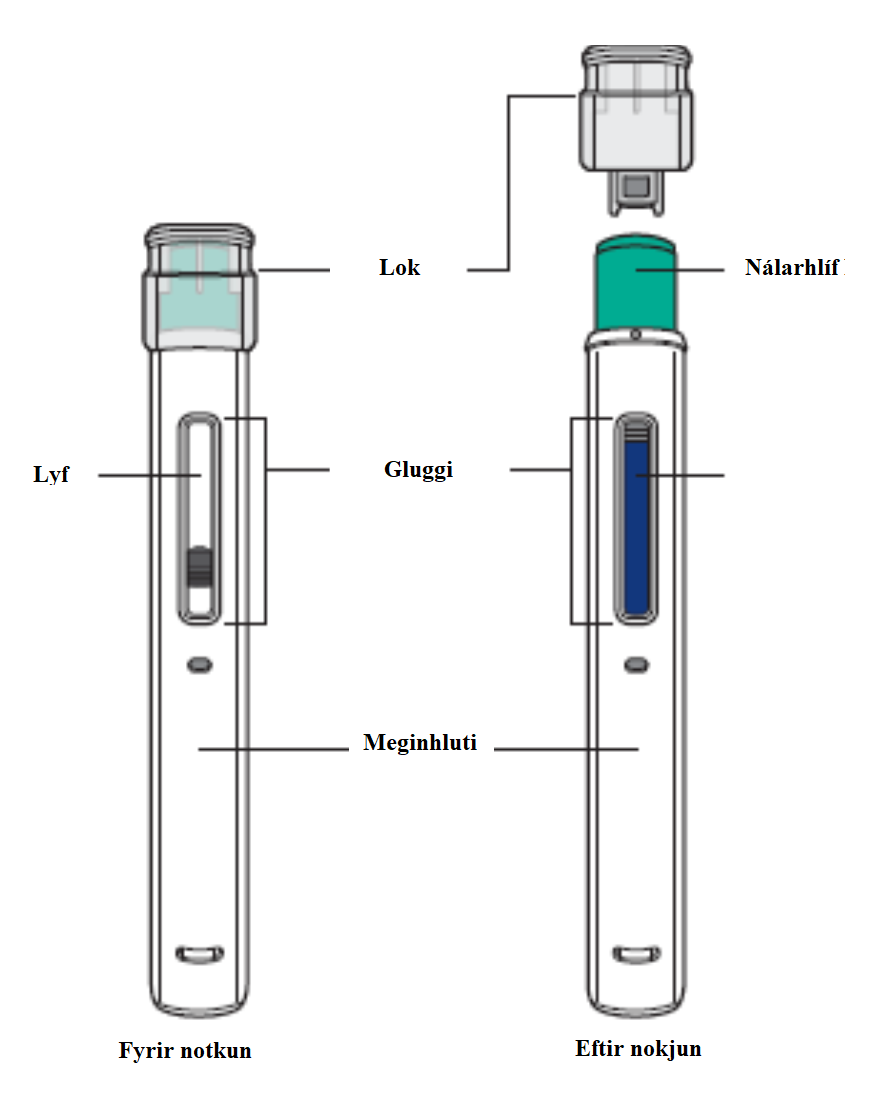 Lok
Nálarhlíf
Lyf
Gluggi
Meginhluti
Fyrir notkun
Eftir nokjun